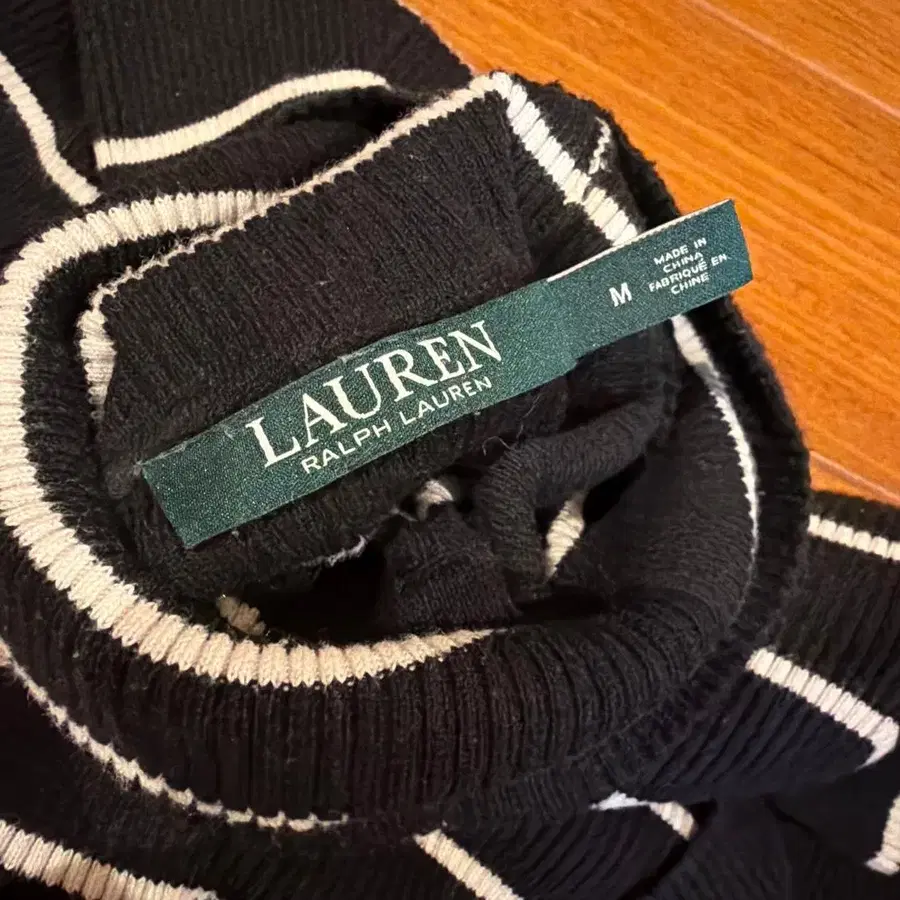 LAUREN
RALPH LAUREN
M
MADE IN
CHINA
FABRIQUÉ EN
CHINE